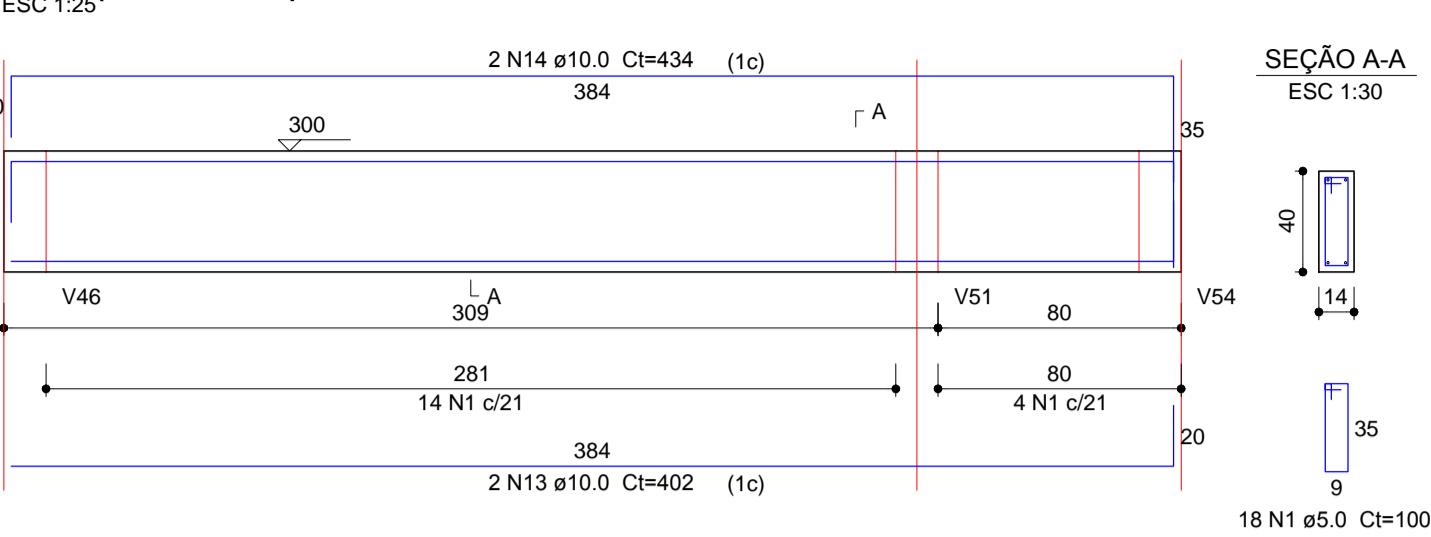 ESC 1:25
2 N14 ø10.0 Ct=434 (1c)
384
SEÇÃO A-A
ESC 1:30
A
300
35
40
14
V46
A
V51
V54
309
80
281
14 N1 c/21
80
4 N1 c/21
384
20
2 N13 ø10.0 Ct=402 (1c)
35
9
18 N1 ø5.0 Ct=100